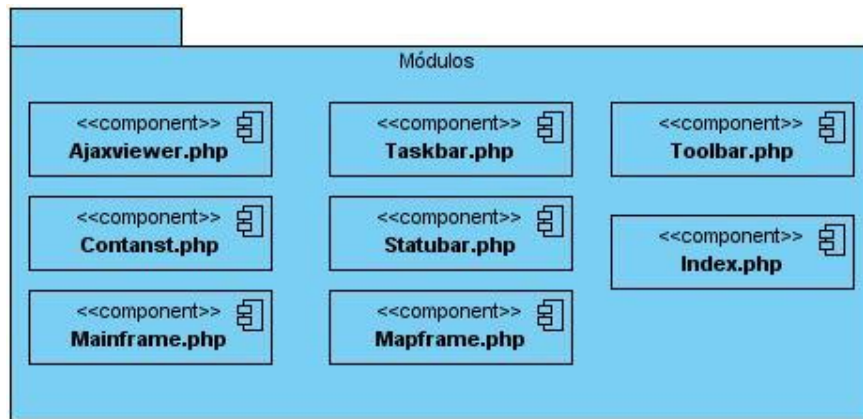 Módulos
<<component>>
Ajaxviewer.php
<<component>>
Taskbar.php
<<component>>
Toolbar.php
<<component>>
Contanst.php
<<component>>
Statubar.php
<<component>>
Index.php
<<component>>
Mainframe.php
<<component>>
Mapframe.php